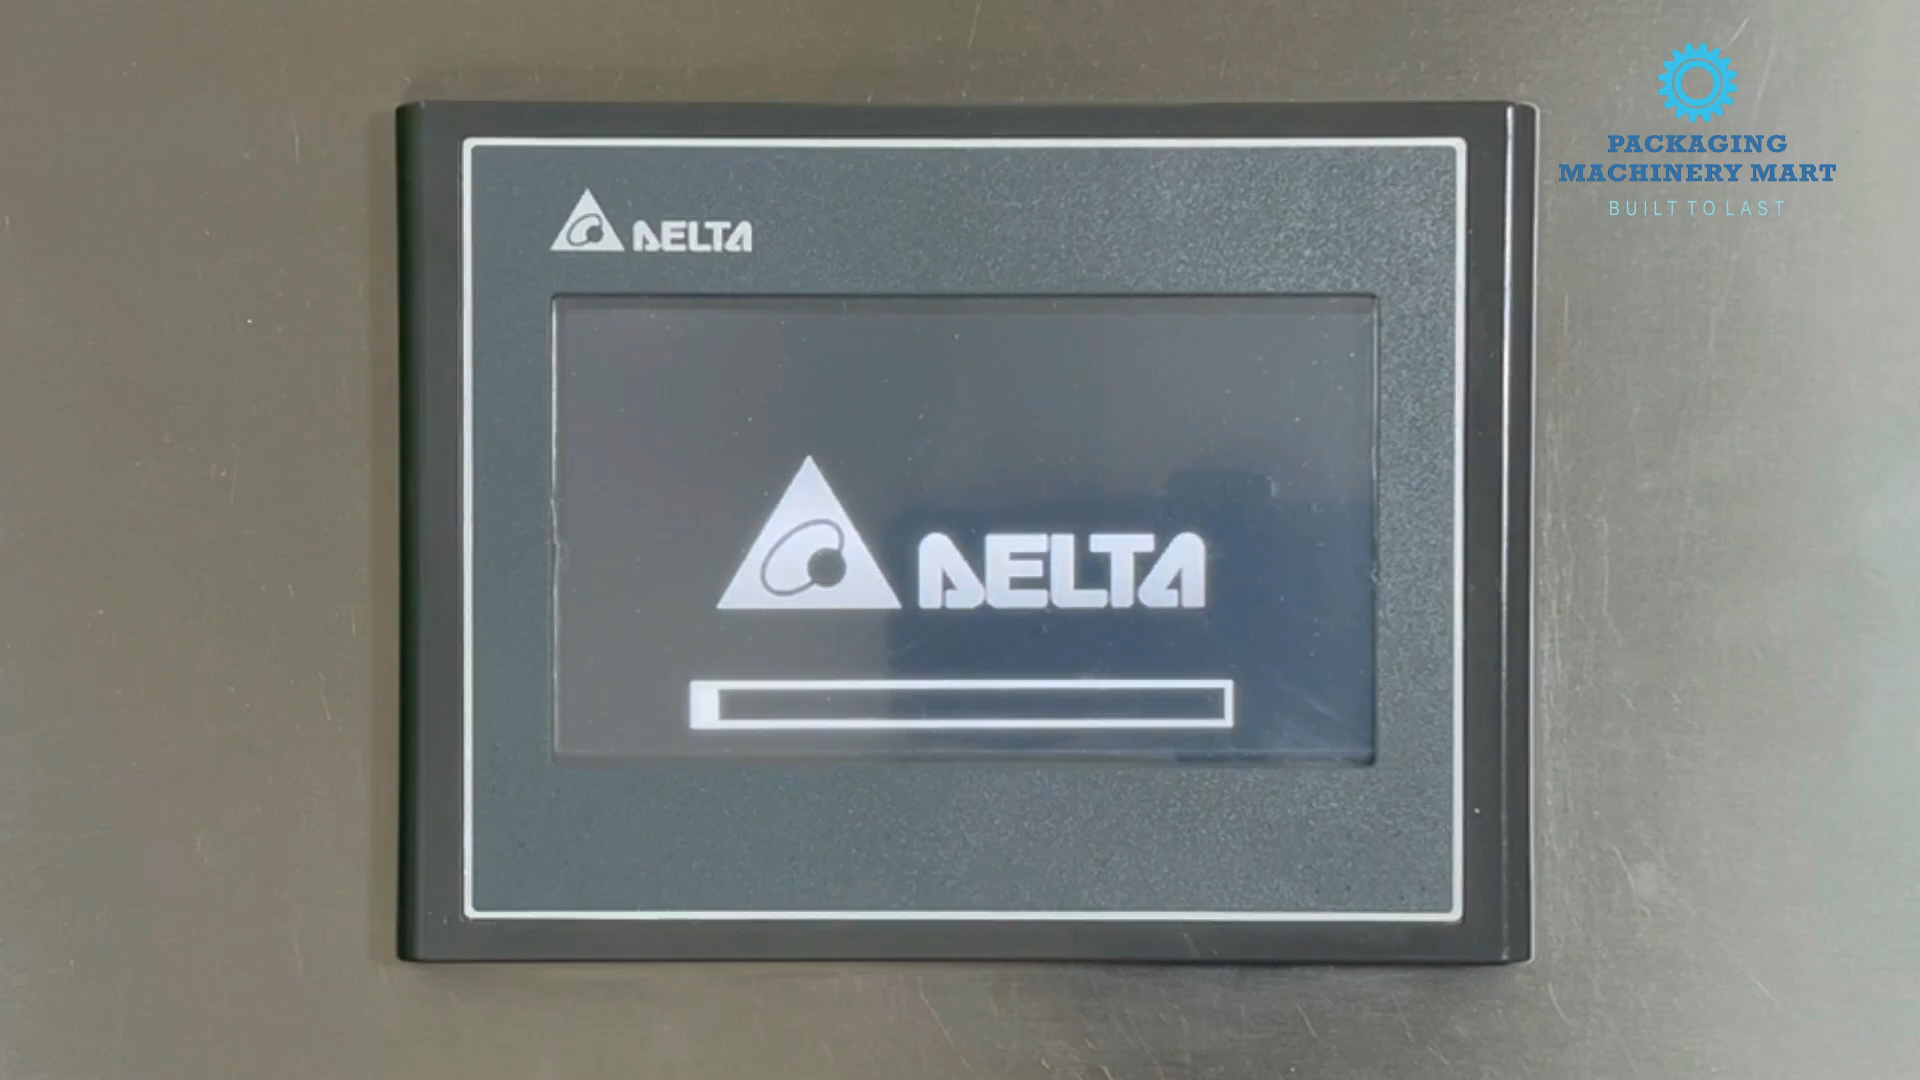 PACKAGING
MACHINERY MART
BUILT TO LAST
DELTA
DELTA